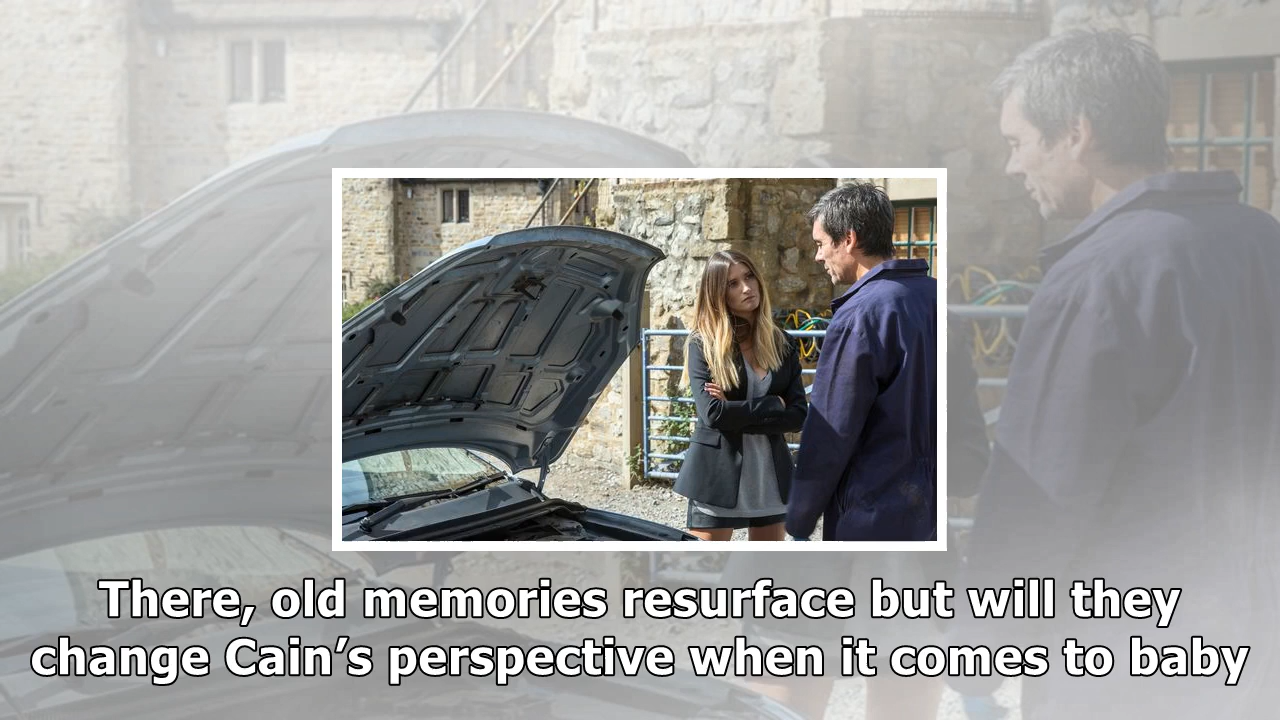 There, old memories resurface but will they
change Cain’s perspective when it comes to baby